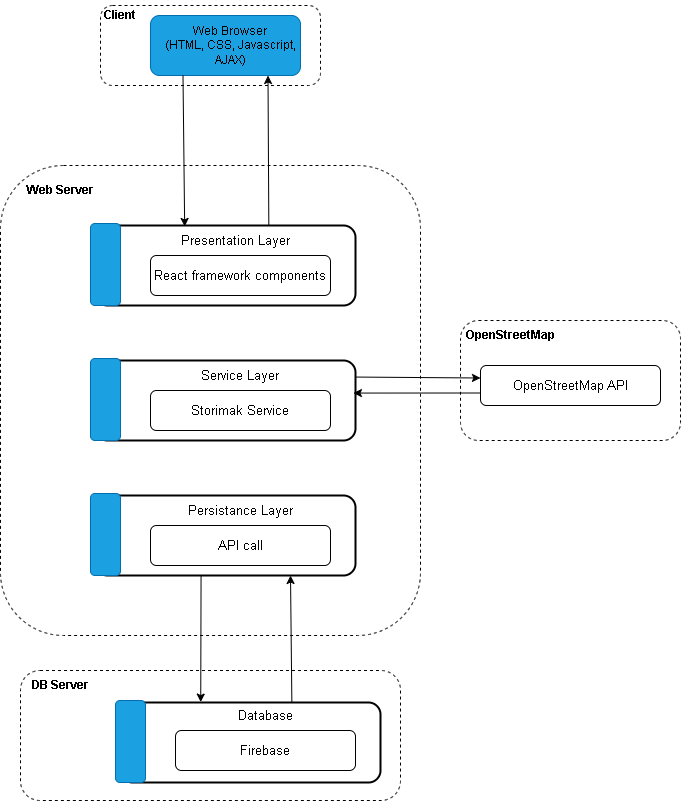 Client
Web Browser
(HTML, CSS, Javascript,
AJAX)
Web Server
Presentation Layer
React framework components
OpenStreetMap
Service Layer
OpenStreetMap API
Storimak Service
Persistance Layer
API call
DB Server
Database
Firebase